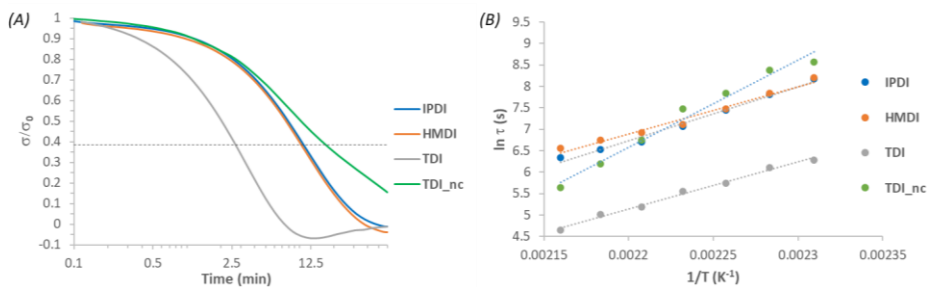 (A)
1
0.9
0.8
0.7
0.6
0.5
0.4
0.3
0.2
0.1
0
-0.1
σ/σ0
0.1
0.5
2.5
12.5
Time (min)
IPDI
HMDI
TDI
TDI_nc
(B)
9.5
9
8.5
8
7.5
7
6.5
6
5.5
5
4.5
ln τ (s)
0.00215
0.0022
0.00225
0.0023
0.00235
1/T (K-1)
IPDI
HMDI
TDI
TDI_nc